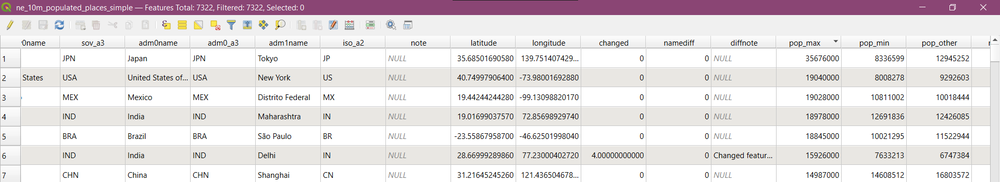 ne_10m_populated_places_simple — Features Total: 7322, Filtered: 7322, Selected: 0
r0name sov_a3 adm0name adm0_a3 adm1name iso_a2 note latitude longitude changed namediff diffnote pop_max pop_min pop_other
1 JPN Japan JPN Tokyo JP NULL 35.68501690580 139.751407429... 0 0 NULL 35676000 8336599 12945252
2 States USA United States of... USA New York US NULL 40.74997906400 -73.98001692880 0 0 NULL 19040000 8008278 9292603
3 MEX Mexico MEX Distrito Federal MX NULL 19.44244244280 -99.13098820170 0 0 NULL 19028000 10811002 10018444
4 IND India IND Maharashtra IN NULL 19.01699037570 72.85698929740 0 0 NULL 18978000 12691836 12426085
5 BRA Brazil BRA São Paulo BR NULL -23.55867958700 -46.62501998040 0 0 NULL 18845000 10021295 11522944
6 IND India IND Delhi IN NULL 28.66999289860 77.23000402720 4.00000000000 0 Changed featur... 15926000 7633213 6747384
7 CHN China CHN Shanghai CN NULL 31.21645245260 121.436504678... 0 0 NULL 14987000 14608512 16803572